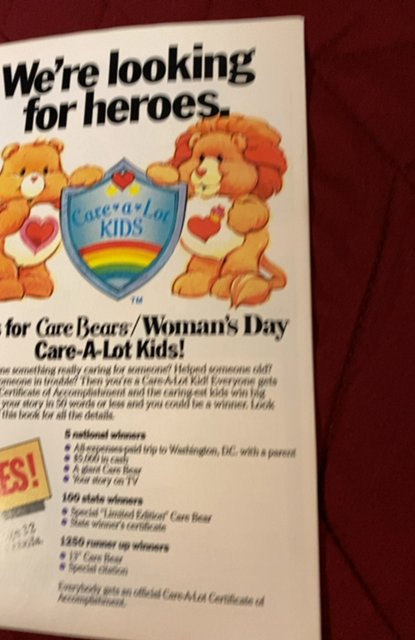 We're looking
for heroes.
Care·a·Lot
KIDS
TM
for Care Bears/Woman's Day
Care-A-Lot Kids!
something really caring for someone? Helped someone old?
someone in trouble? Then you're a Care-A-Lot Kid! Everyone gets
Certificate of Accomplishment and the caring-est kids win big
your story in 50 words or less and you could be a winner. Look
this book for all the details.
5 national winners
All-expenses-paid trip to Washington, D.C. with a parent
$5,000 in cash
A giant Care Bear
Your story on TV
ES!
100 state winners
Special "Limited Edition" Care Bear
State winner's certificate
32
1250 runner up winners
13" Care Bear
Special citation
Everybody gets an official Care-A-Lot Certificate of
Accomplishment.